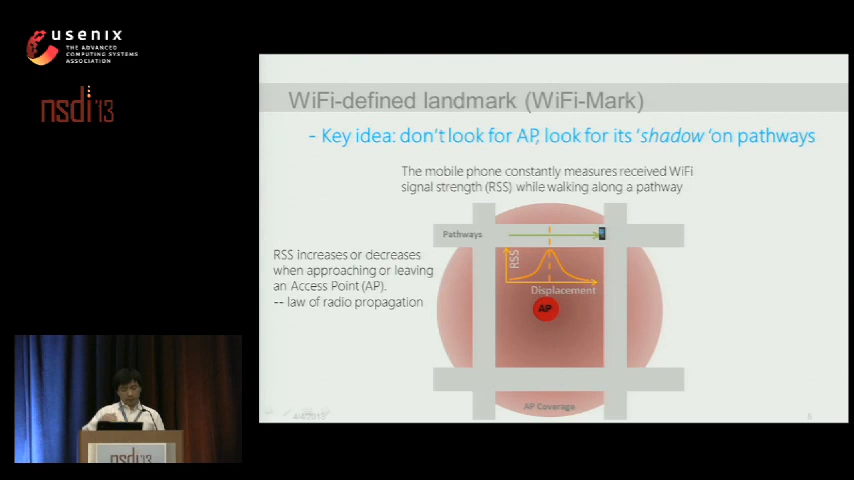 usenix
THE ADVANCED
COMPUTING SYSTEMS
ASSOCIATION
nsdi '13
WiFi-defined landmark (WiFi-Mark)
- Key idea: don't look for AP, look for its 'shadow 'on pathways
The mobile phone constantly measures received WiFi
signal strength (RSS) while walking along a pathway
Pathways
RSS increases or decreases
when approaching or leaving
an Access Point (AP).
-- law of radio propagation
RSS
Displacement
AP
AP Coverage
4/4/2013
nsdi '13